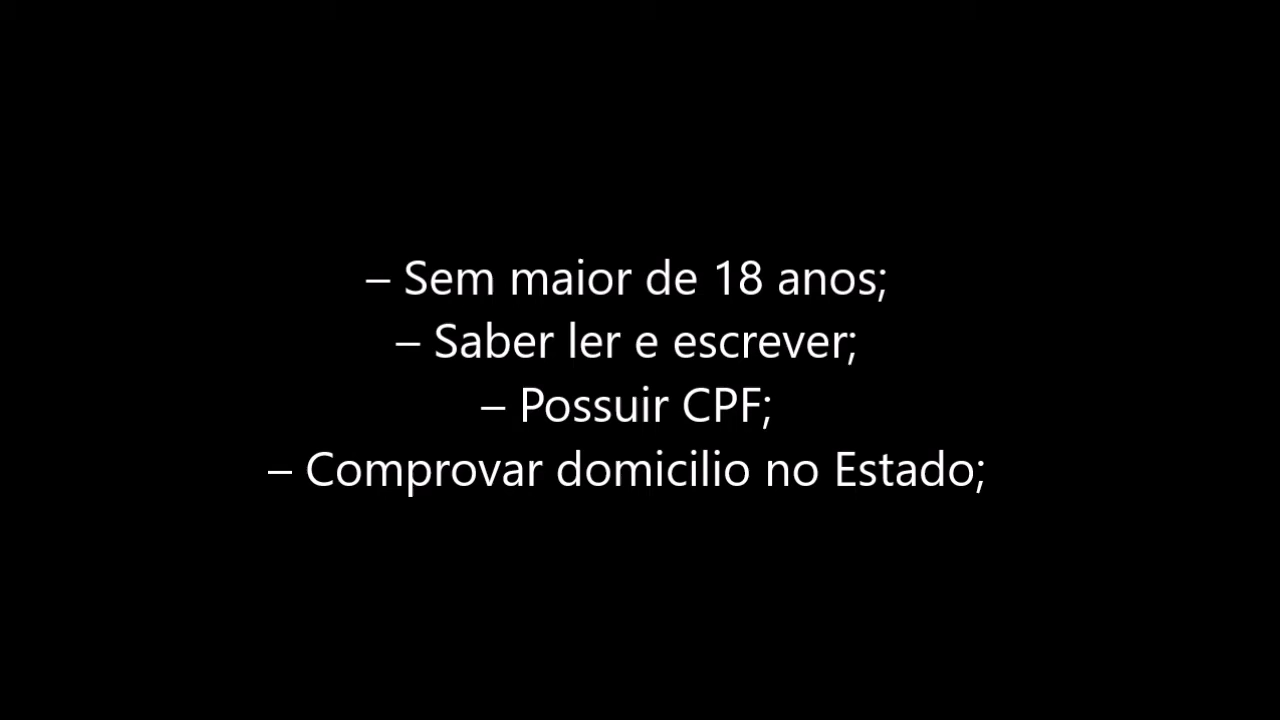 – Sem maior de 18 anos;
– Saber ler e escrever;
– Possuir CPF;
– Comprovar domicilio no Estado;